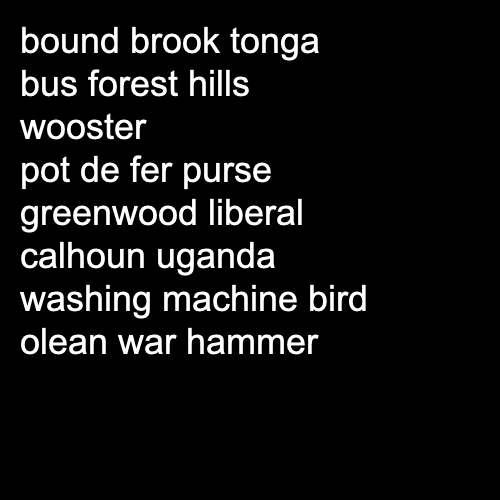 bound brook tonga
bus forest hills
wooster
pot de fer purse
greenwood liberal
calhoun uganda
washing machine bird
olean war hammer